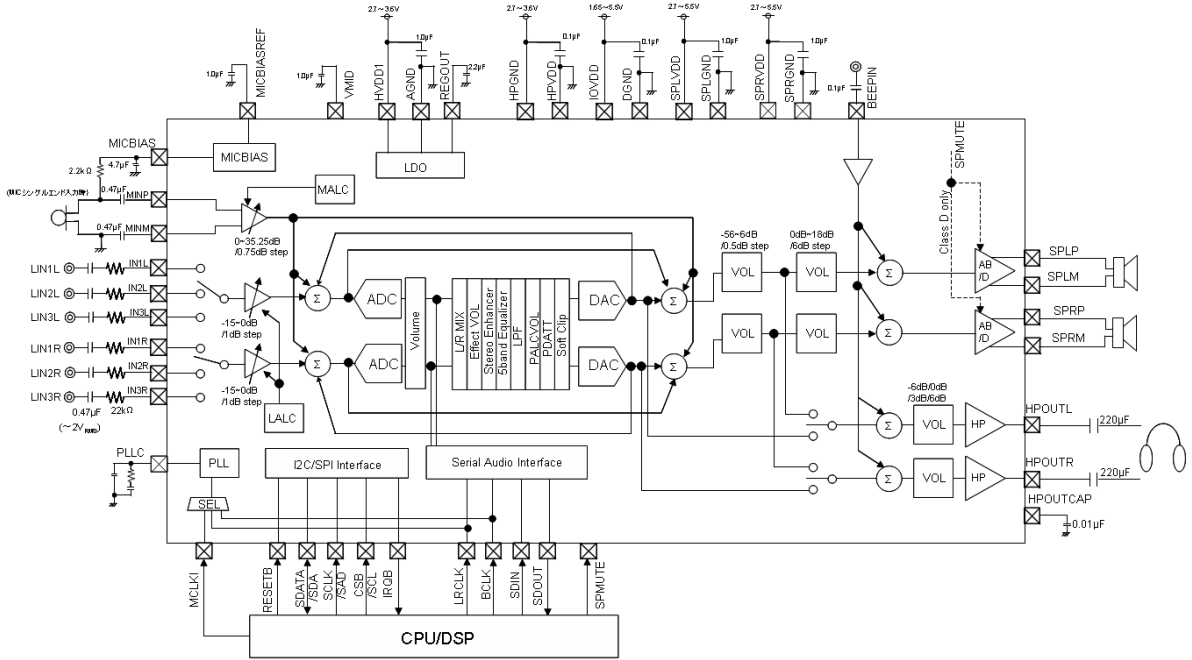 2.7~3.6V
2.7~3.6V
1.65~5.5V
2.7~5.5V
2.7~5.5V
1.0μF
1.0μF
1.0μF
2.2μF
0.1μF
0.1μF
1.0μF
1.0μF
0.1μF
MICBIASREF
VMID
HVDD1
AGND
REGOUT
HPGND
HPVDD
IOVDD
DGND
SPLVDD
SPLGND
SPRVDD
SPRGND
BEEPIN
MICBIAS
2.2kΩ
4.7μF
MICBIAS
LDO
SPMUTE
Class D only
(MICシングルエンド入力時)
0.47μF
MINP
0.47μF
MINM
MALC
0~35.25dB
/0.75dB step
-56~6dB
/0.5dB step
0dB~18dB
/6dB step
LIN1L
IN1L
LIN2L
IN2L
LIN3L
IN3L
LIN1R
IN1R
LIN2R
IN2R
LIN3R
IN3R
0.47μF
22kΩ
-15~0dB
/1dB step
-15~0dB
/1dB step
LALC
Σ
Σ
ADC
ADC
Volume
L/R MIX
Effect VOL
Stereo Enhancer
5band Equalizer
LPF
PALCVOL
PDATT
Soft Clip
DAC
DAC
Σ
Σ
VOL
VOL
VOL
VOL
Σ
Σ
AB
/D
AB
/D
SPLP
SPLM
SPRP
SPRM
-6dB/0dB
/3dB/6dB
Σ
VOL
HP
HPOUTL
220μF
Σ
VOL
HP
HPOUTR
220μF
HPOUTCAP
0.01μF
PLLC
PLL
SEL
I2C/SPI Interface
Serial Audio Interface
MCLKI
RESETB
SDATA
/SDA
SCLK
/SAD
CSB
/SCL
IRQB
LRCLK
BCLK
SDIN
SDOUT
SPMUTE
CPU/DSP